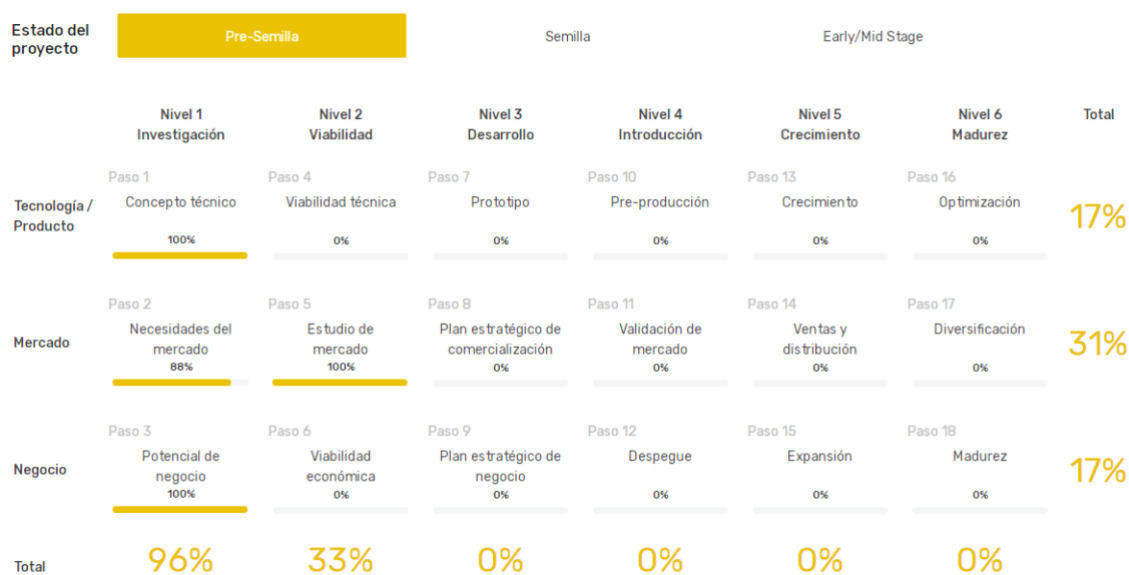 Estado del
proyecto
Pre-Semilla
Semilla
Early/Mid Stage
Nivel 1
Investigación
Nivel 2
Viabilidad
Nivel 3
Desarrollo
Nivel 4
Introducción
Nivel 5
Crecimiento
Nivel 6
Madurez
Total
Tecnología /
Producto
Paso 1
Concepto técnico
100%
Paso 4
Viabilidad técnica
0%
Paso 7
Prototipo
0%
Paso 10
Pre-producción
0%
Paso 13
Crecimiento
0%
Paso 16
Optimización
0%
17%
Mercado
Paso 2
Necesidades del
mercado
88%
Paso 5
Estudio de
mercado
100%
Paso 8
Plan estratégico de
comercialización
0%
Paso 11
Validación de
mercado
0%
Paso 14
Ventas y
distribución
0%
Paso 17
Diversificación
0%
31%
Negocio
Paso 3
Potencial de
negocio
100%
Paso 6
Viabilidad
económica
0%
Paso 9
Plan estratégico de
negocio
0%
Paso 12
Despegue
0%
Paso 15
Expansión
0%
Paso 18
Madurez
0%
17%
Total
96%
33%
0%
0%
0%
0%